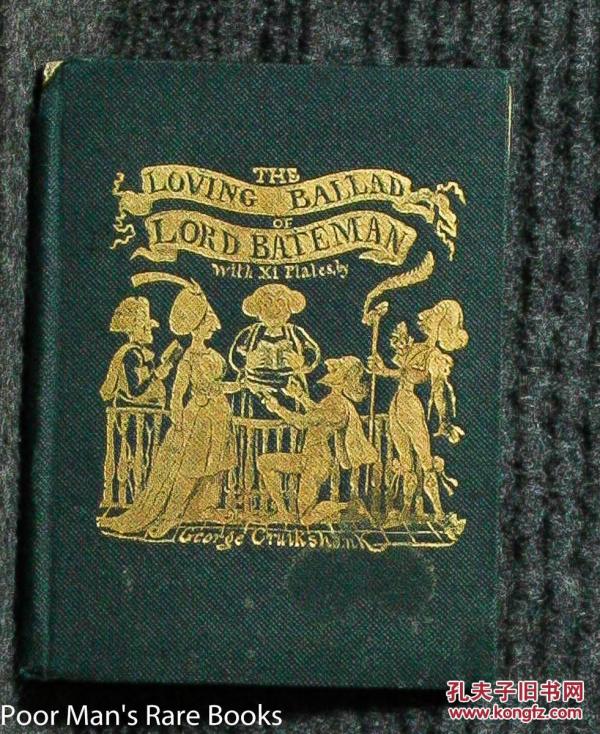 THE
LOVING BALLAD
OF
LORD BATEMAN
With XI Plates, by
George Cruikshank
Poor Man's Rare Books
孔夫子旧书网
www.kongfz.com